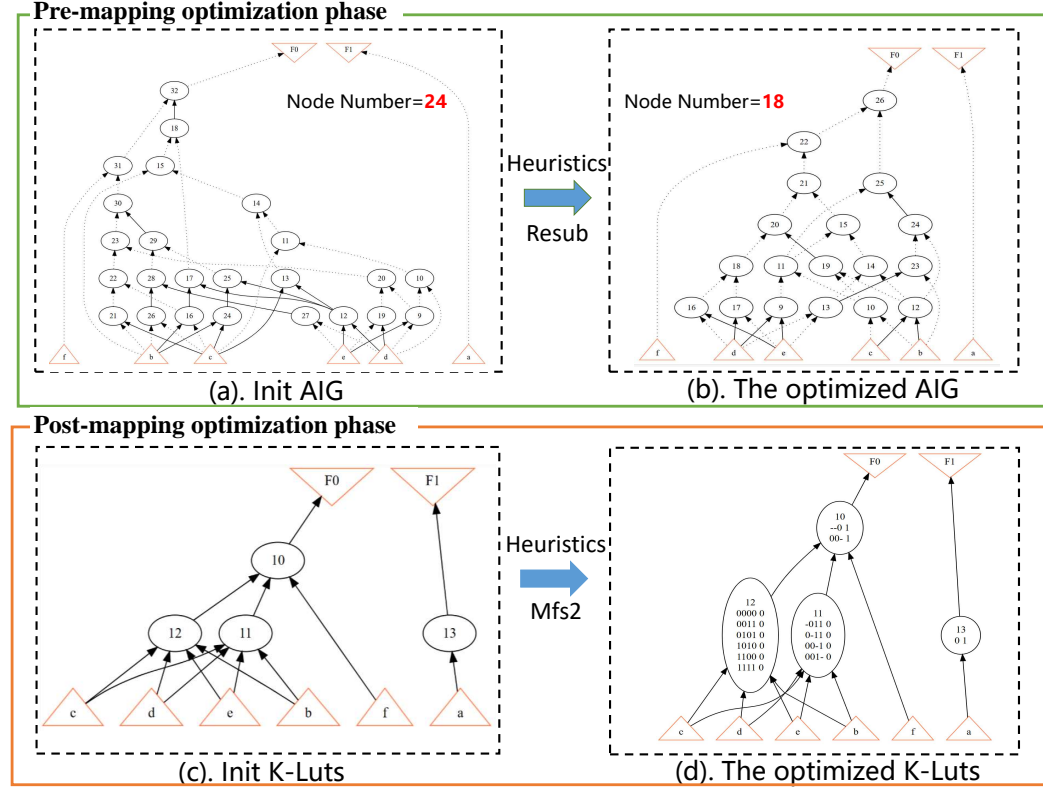 Pre-mapping optimization phase
F0 F1
32
Node Number=24
18
31 15
30 14
23 29 11
22 28 17 25 13 20 10
21 26 16 24 27 12 19 9
f b c e d a
(a). Init AIG
Heuristics
Resub
F0 F1
26
Node Number=18
22
21 25
20 15 24
18 11 19 14 23
16 17 9 13 10 12
f d e c b a
(b). The optimized AIG
Post-mapping optimization phase
F0 F1
10
12 11 13
c d e b f a
(c). Init K-Luts
Heuristics
Mfs2
F0 F1
10
--0 1
00- 1
12
0000 0
0011 0
0101 0
1010 0
1100 0
1111 0
11
-011 0
0-11 0
00-1 0
001- 0
13
0 1
c d e b f a
(d). The optimized K-Luts